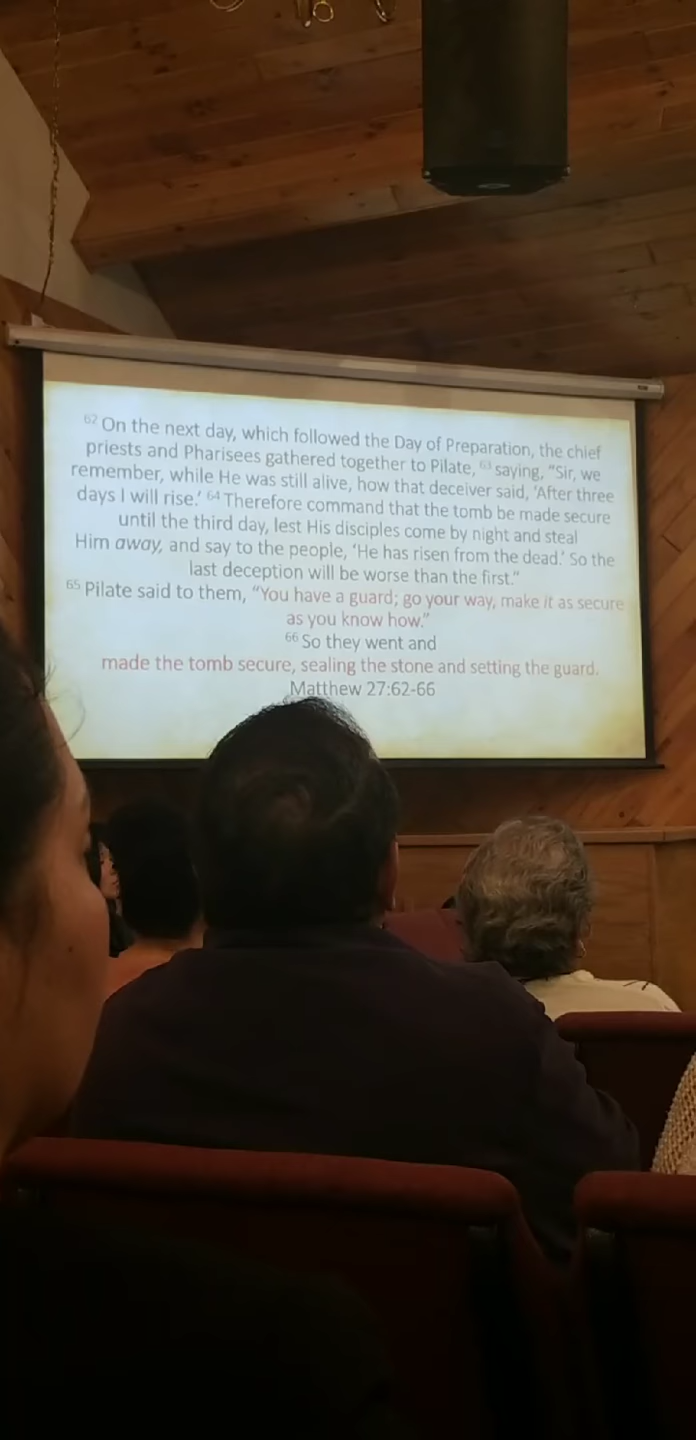 62 On the next day, which followed the Day of Preparation, the chief
priests and Pharisees gathered together to Pilate, 63 saying, “Sir, we
remember, while He was still alive, how that deceiver said, ‘After three
days I will rise.’ 64 Therefore command that the tomb be made secure
until the third day, lest His disciples come by night and steal
Him away, and say to the people, ‘He has risen from the dead.’ So the
last deception will be worse than the first.”
65 Pilate said to them, “You have a guard; go your way, make it as secure
as you know how.”
66 So they went and
made the tomb secure, sealing the stone and setting the guard.
Matthew 27:62-66